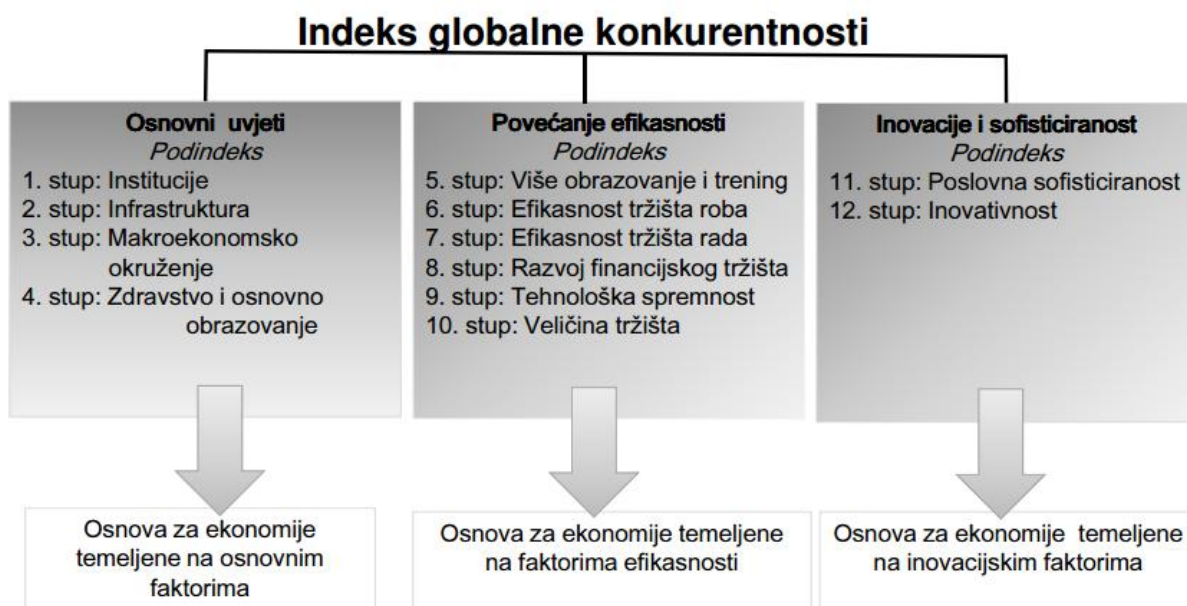 Indeks globalne konkurentnosti
Osnovni uvjeti
Podindeks
1. stup: Institucije
2. stup: Infrastruktura
3. stup: Makroekonomsko
okruženje
4. stup: Zdravstvo i osnovno
obrazovanje
Povećanje efikasnosti
Podindeks
5. stup: Više obrazovanje i trening
6. stup: Efikasnost tržišta roba
7. stup: Efikasnost tržišta rada
8. stup: Razvoj financijskog tržišta
9. stup: Tehnološka spremnost
10. stup: Veličina tržišta
Inovacije i sofisticiranost
Podindeks
11. stup: Poslovna sofisticiranost
12. stup: Inovativnost
Osnova za ekonomije
temeljene na osnovnim
faktorima
Osnova za ekonomije temeljene
na faktorima efikasnosti
Osnova za ekonomije temeljene
na inovacijskim faktorima